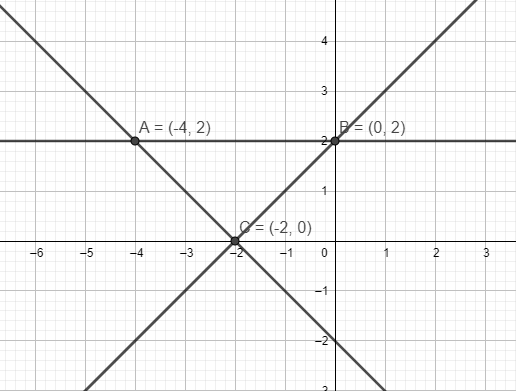 4
3
A = (-4, 2)
B = (0, 2)
2
1
C = (-2, 0)
−6 −5 −4 −3 −2 −1 0 1 2 3
−1
−2